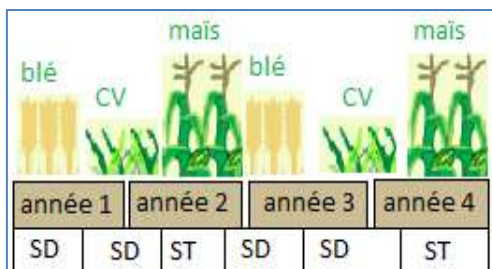 maïs maïs
blé blé
CV CV
année 1 année 2 année 3 année 4
SD SD ST SD SD ST